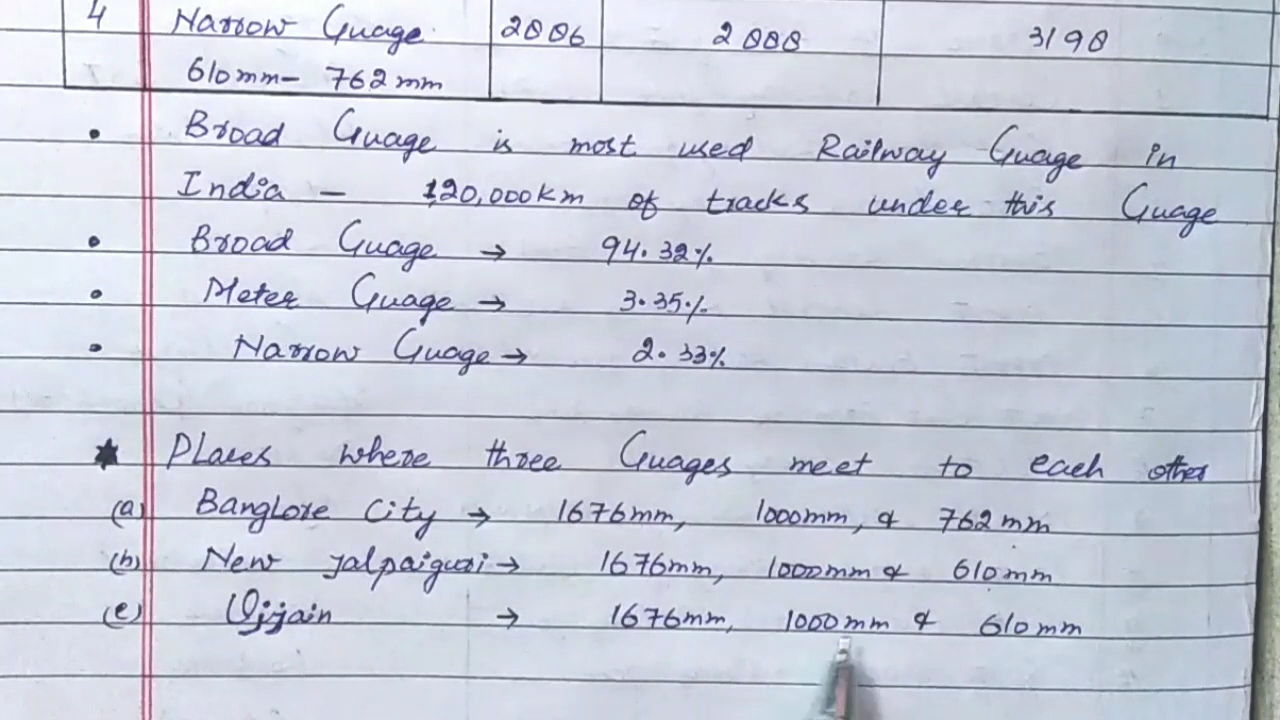 4 Narrow Guage 2006 2008 3198
610mm- 762mm
• Broad Guage is most used Railway Guage in
India - 120,000km of tracks under this Guage
• Broad Guage → 94.32%
• Meter Guage → 3.35%
• Narrow Guage → 2.33%
★ Places where three Guages meet to each other
(a) Banglore City → 1676mm, 1000mm, & 762mm
(b) New Jalpaiguri → 1676mm, 1000mm & 610mm
(c) Ujjain → 1676mm, 1000mm & 610mm